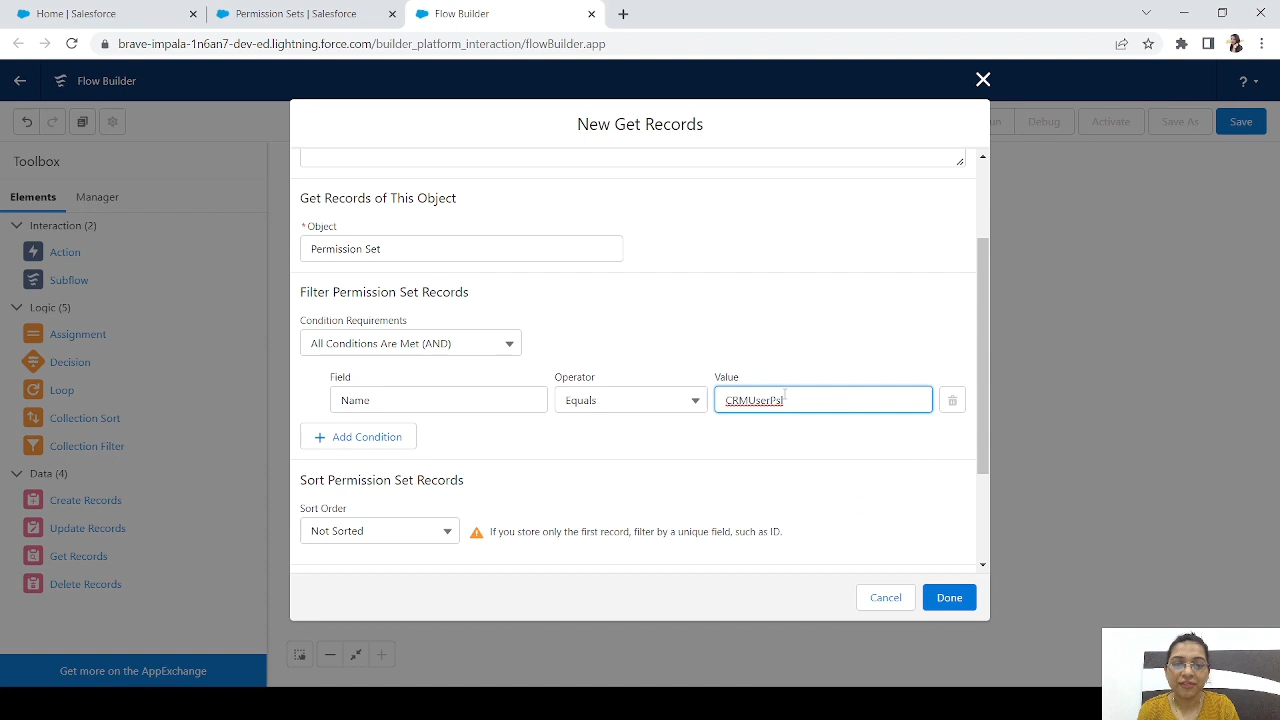 Home | Salesforce
Permission Sets | Salesforce
Flow Builder
brave-impala-1n6an7-dev-ed.lightning.force.com/builder_platform_interaction/flowBuilder.app
Flow Builder
?
un
Debug
Activate
Save As
Save
Toolbox
Elements
Manager
Interaction (2)
Action
Subflow
Logic (5)
Assignment
Decision
Loop
Collection Sort
Collection Filter
Data (4)
Create Records
Update Records
Get Records
Delete Records
Get more on the AppExchange
New Get Records
Get Records of This Object
* Object
Permission Set
Filter Permission Set Records
Condition Requirements
All Conditions Are Met (AND)
Field
Operator
Value
Name
Equals
CRMUserPsl
+ Add Condition
Sort Permission Set Records
Sort Order
Not Sorted
If you store only the first record, filter by a unique field, such as ID.
Cancel
Done